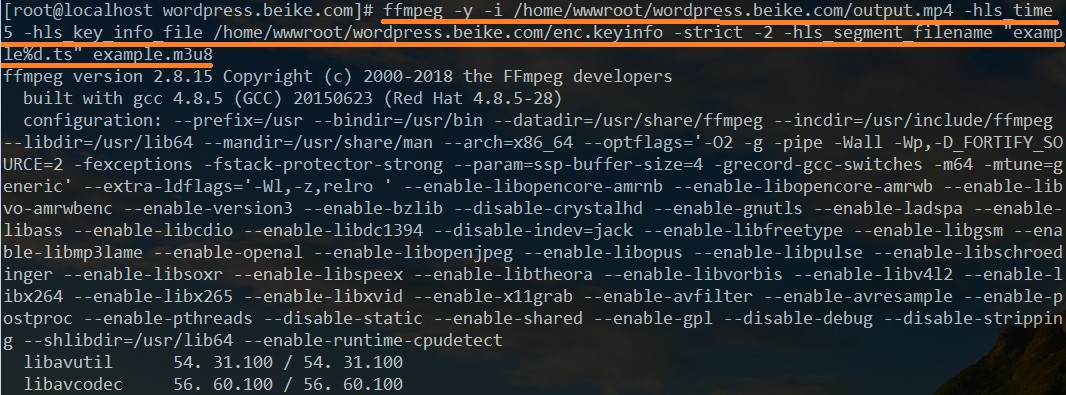 [root@localhost wordpress.beike.com]# ffmpeg -y -i /home/wwwroot/wordpress.beike.com/output.mp4 -hls_time
5 -hls_key_info_file /home/wwwroot/wordpress.beike.com/enc.keyinfo -strict -2 -hls_segment_filename "examp
le%d.ts" example.m3u8
ffmpeg version 2.8.15 Copyright (c) 2000-2018 the FFmpeg developers
  built with gcc 4.8.5 (GCC) 20150623 (Red Hat 4.8.5-28)
  configuration: --prefix=/usr --bindir=/usr/bin --datadir=/usr/share/ffmpeg --incdir=/usr/include/ffmpeg
--libdir=/usr/lib64 --mandir=/usr/share/man --arch=x86_64 --optflags='-O2 -g -pipe -Wall -Wp,-D_FORTIFY_SO
URCE=2 -fexceptions -fstack-protector-strong --param=ssp-buffer-size=4 -grecord-gcc-switches -m64 -mtune=g
eneric' --extra-ldflags='-Wl,-z,relro ' --enable-libopencore-amrnb --enable-libopencore-amrwb --enable-lib
vo-amrwbenc --enable-version3 --enable-bzlib --disable-crystalhd --enable-gnutls --enable-ladspa --enable-
libass --enable-libcdio --enable-libdc1394 --disable-indev=jack --enable-libfreetype --enable-libgsm --ena
ble-libmp3lame --enable-openal --enable-libopenjpeg --enable-libopus --enable-libpulse --enable-libschroed
inger --enable-libsoxr --enable-libspeex --enable-libtheora --enable-libvorbis --enable-libv4l2 --enable-l
ibx264 --enable-libx265 --enable-libxvid --enable-x11grab --enable-avfilter --enable-avresample --enable-p
ostproc --enable-pthreads --disable-static --enable-shared --enable-gpl --disable-debug --disable-strippin
g --shlibdir=/usr/lib64 --enable-runtime-cpudetect
  libavutil      54. 31.100 / 54. 31.100
  libavcodec     56. 60.100 / 56. 60.100